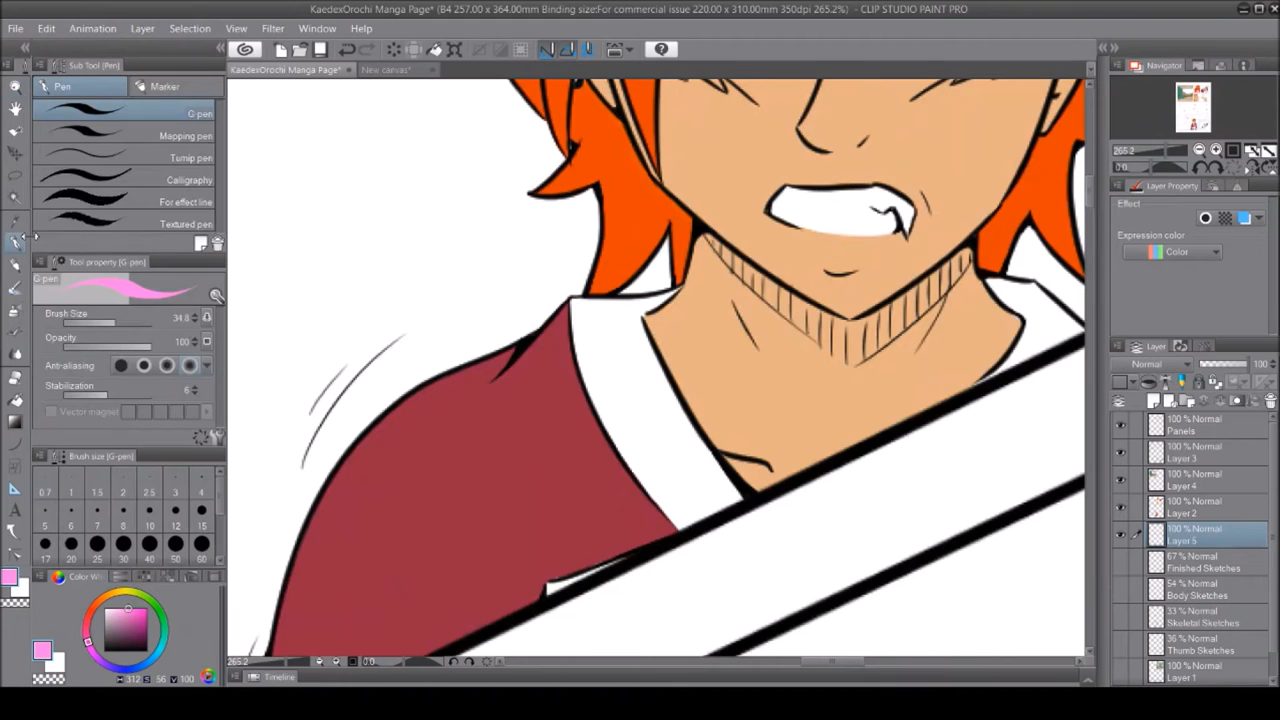 KaedexOrochi Manga Page* (B4 257.00 x 364.00mm Binding size:For commercial issue 220.00 x 310.00mm 350dpi 265.2%) - CLIP STUDIO PAINT PRO
File Edit Animation Layer Selection View Filter Window Help
Sub Tool [Pen] KaedexOrochi Manga Page* New canvas* Navigator
Pen Marker
G-pen
Mapping pen
Turnip pen
Calligraphy
For effect line
Textured pen
265.2
0.0
Layer Property
Effect
Expression color
Color
Tool property [G-pen]
G-pen
Brush Size 34.8
Opacity 100
Anti-aliasing
Stabilization 6
Vector magnet
Brush size [G-pen]
0.7 1 1.5 2 2.5 3 4
5 6 7 8 10 12 15
17 20 25 30 40 50 60
Layer
Normal 100
100 % Normal
Panels
100 % Normal
Layer 3
100 % Normal
Layer 4
100 % Normal
Layer 2
100 % Normal
Layer 5
67 % Normal
Finished Sketches
54 % Normal
Body Sketches
33 % Normal
Skeletal Sketches
36 % Normal
Thumb Sketches
100 % Normal
Layer 1
Color W
312 S 56 V 100
265.2 0.0
Timeline